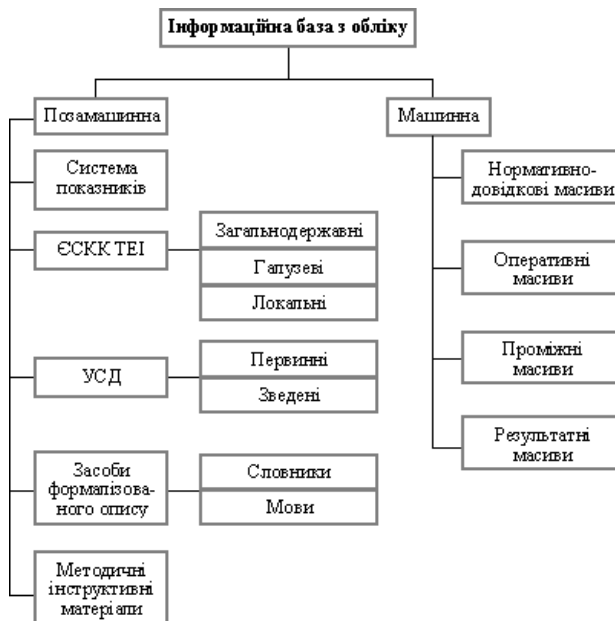 Інформаційна база з обліку
Позамашинна
Машинна
Система
показників
ЄСКК ТЕІ
Загальнодержавні
Галузеві
Локальні
УСД
Первинні
Зведені
Засоби
формалізова-
ного опису
Словники
Мови
Методичні
інструктивні
матеріали
Нормативно-
довідкові масиви
Оперативні
масиви
Проміжні
масиви
Результатні
масиви